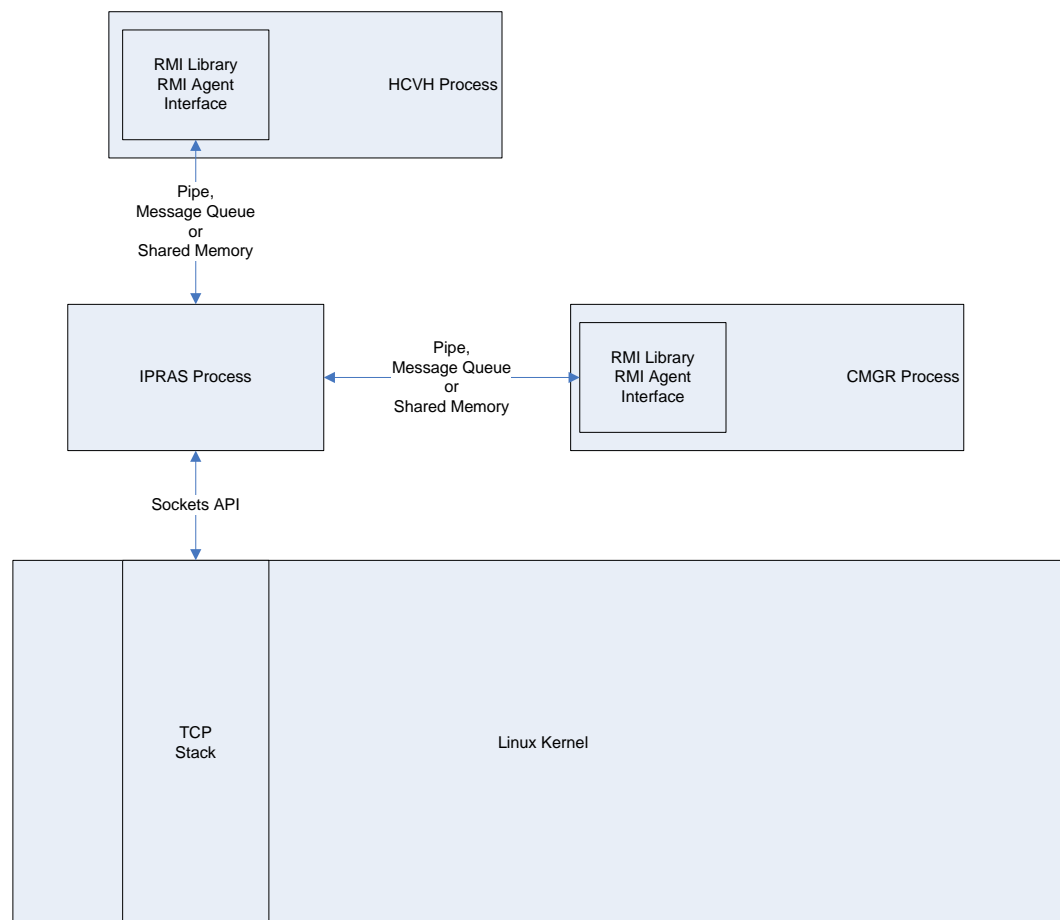 RMI Library
RMI Agent
Interface
HCVH Process
Pipe,
Message Queue
or
Shared Memory
IPRAS Process
Pipe,
Message Queue
or
Shared Memory
RMI Library
RMI Agent
Interface
CMGR Process
Sockets API
TCP
Stack
Linux Kernel